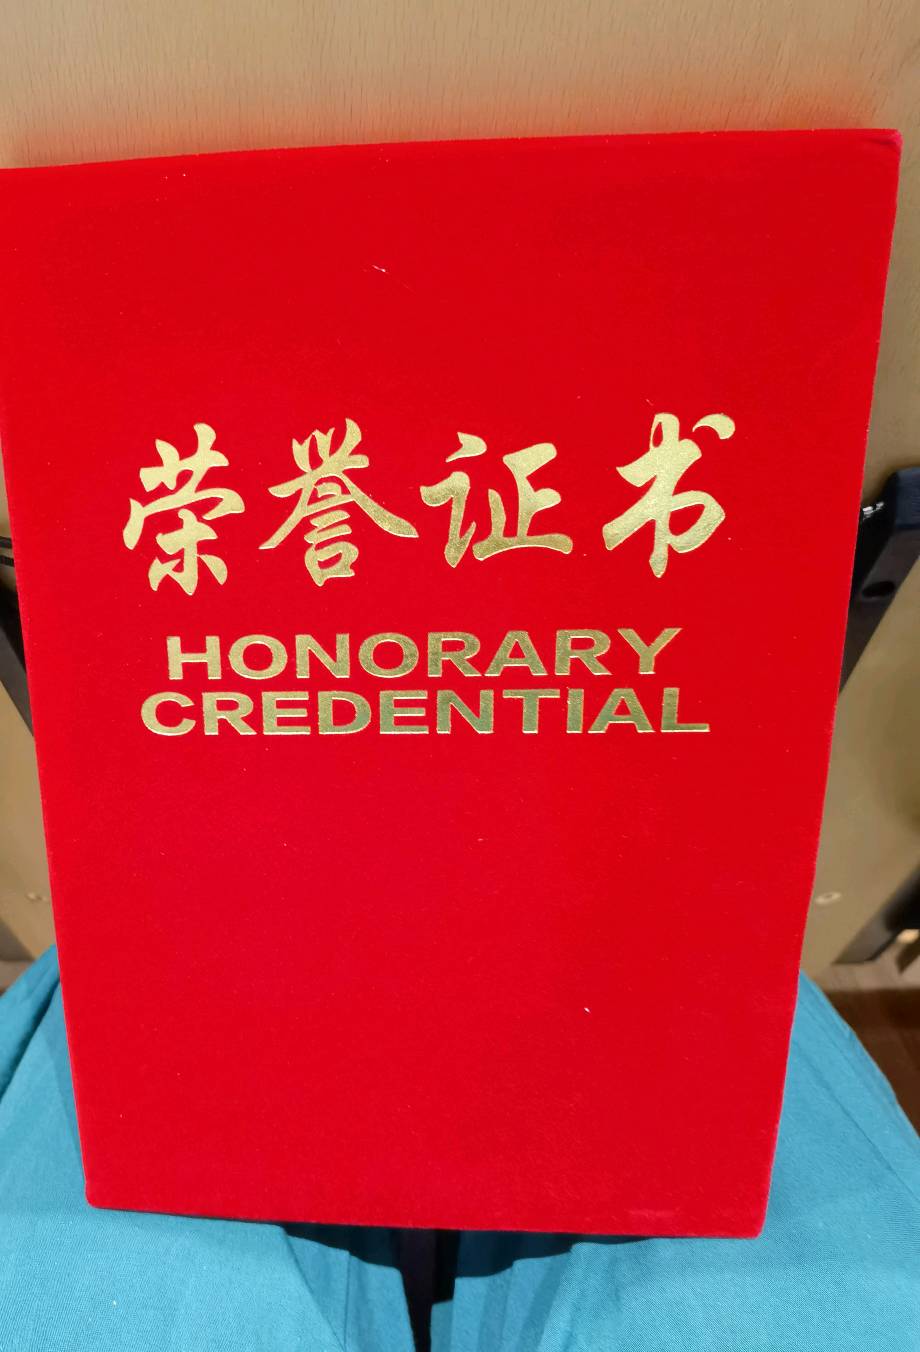 荣誉证书
HONORARY
CREDENTIAL